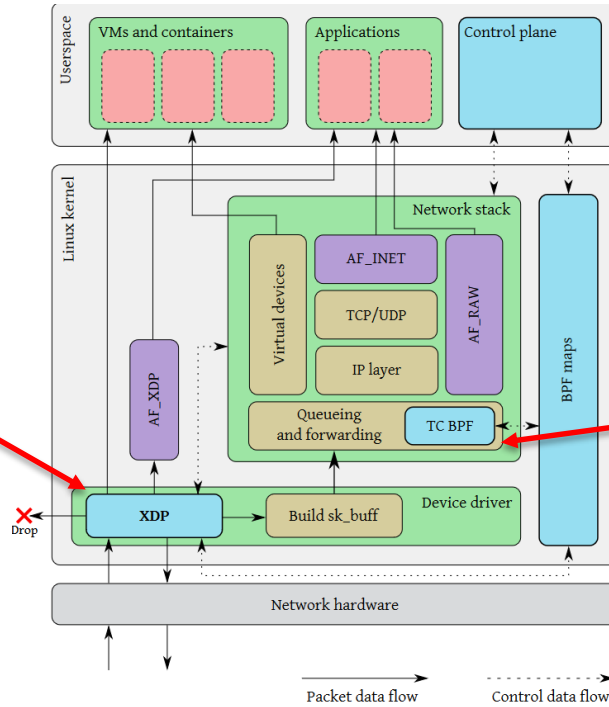 Userspace
VMs and containers
Applications
Control plane
Linux kernel
Network stack
Virtual devices
AF_INET
TCP/UDP
IP layer
AF_RAW
AF_XDP
Queueing
and forwarding
TC BPF
BPF maps
Device driver
XDP
Build sk_buff
Drop
Network hardware
Packet data flow
Control data flow